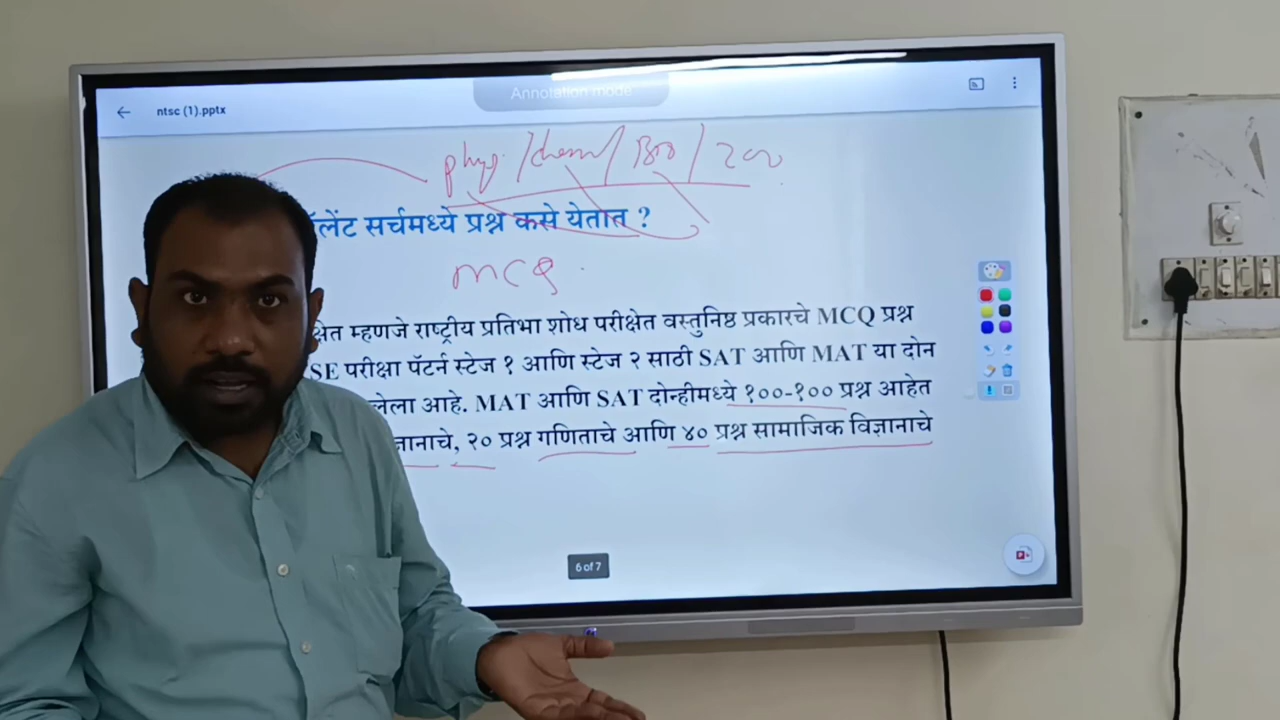 Annotation mode
ntsc (1).pptx
phy. / chem / Bio / zoo
सर्चमध्ये प्रश्न कसे येतात ?
MCQ
म्हणजे राष्ट्रीय प्रतिभा शोध परीक्षेत वस्तुनिष्ठ प्रकारचे MCQ प्रश्न
परीक्षा पॅटर्न स्टेज १ आणि स्टेज २ साठी SAT आणि MAT या दोन
आहे. MAT आणि SAT दोन्हीमध्ये १००-१०० प्रश्न आहेत
२० प्रश्न गणिताचे आणि ४० प्रश्न सामाजिक विज्ञानाचे
6 of 7